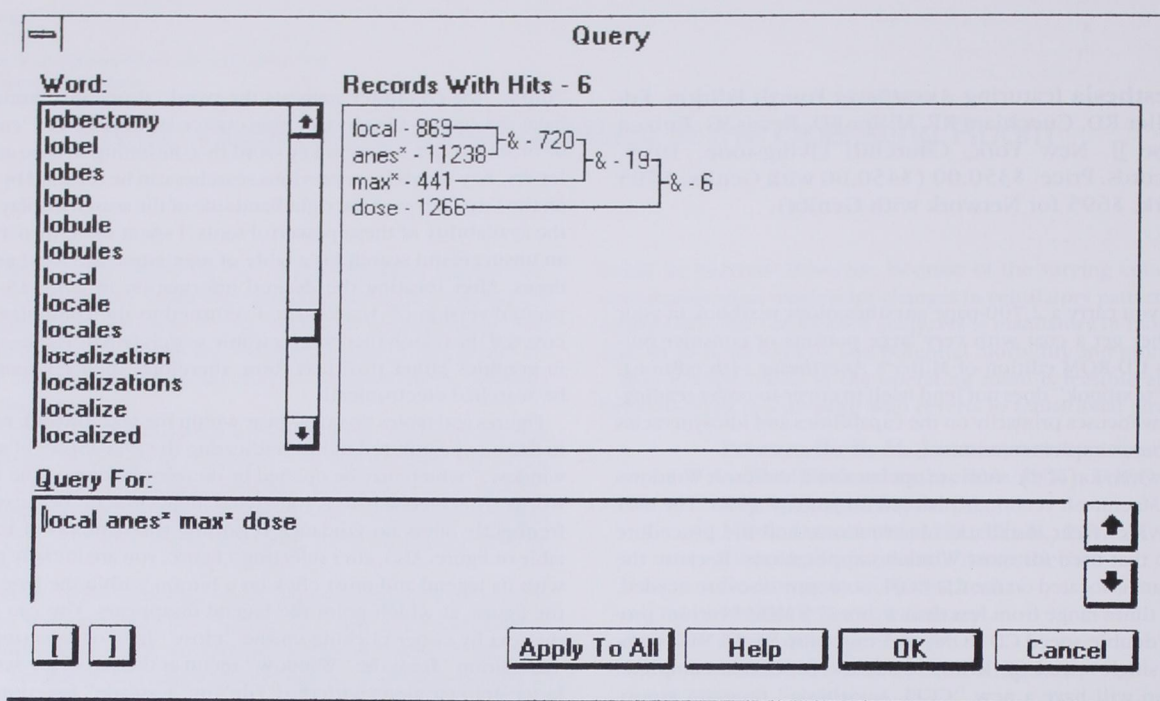 Query
Word:
Records With Hits - 6
lobectomy
lobel
lobes
lobo
lobule
lobules
local
locale
locales
localization
localizations
localize
localized
local - 869
anes* - 11238
max* - 441
dose - 1266
& - 720
& - 19
& - 6
Query For:
local anes* max* dose
[ ]
Apply To All Help OK Cancel